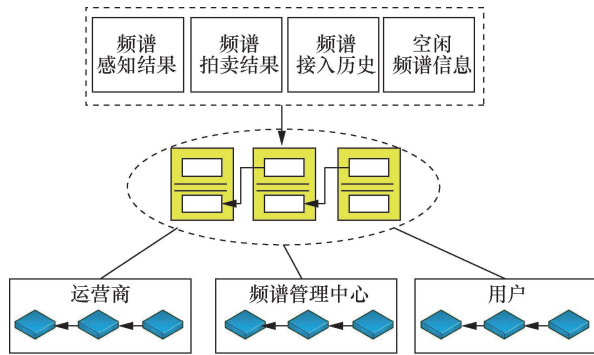 频谱
感知结果
频谱
拍卖结果
频谱
接入历史
空闲
频谱信息
运营商
频谱管理中心
用户